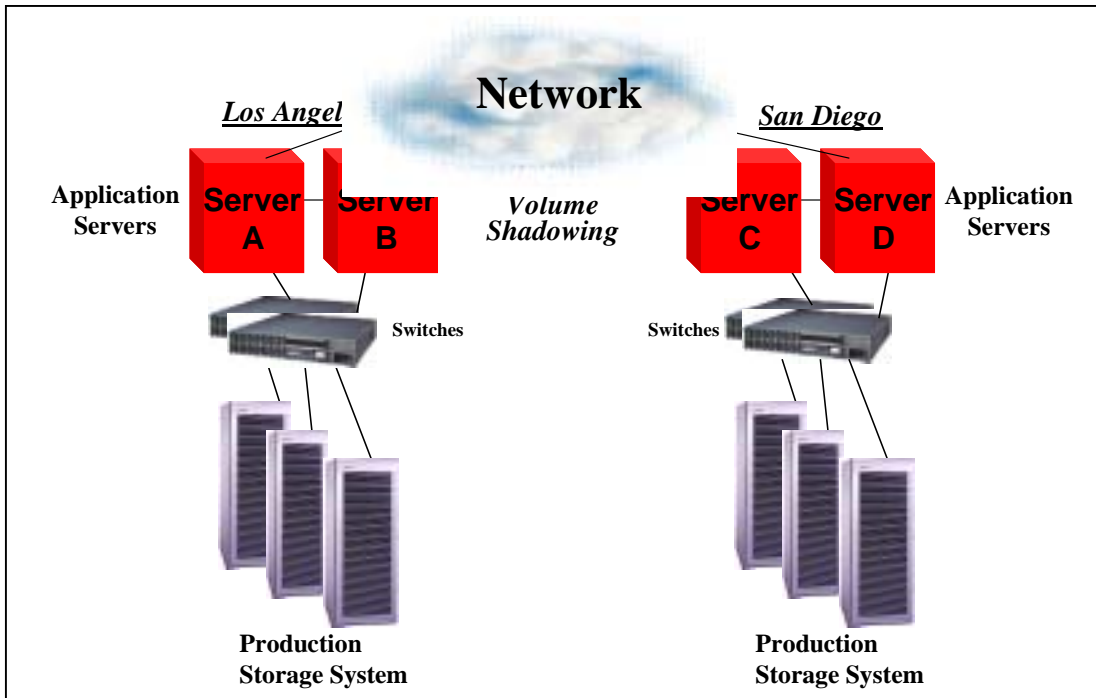 Network
Los Angel
San Diego
Application
Servers
Server
A
Server
B
Volume
Shadowing
Server
C
Server
D
Application
Servers
Switches
Switches
Production
Storage System
Production
Storage System